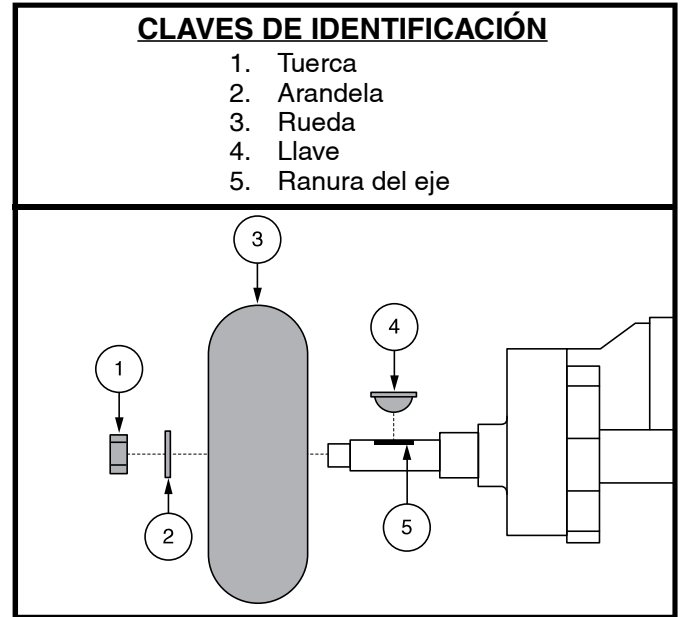 CLAVES DE IDENTIFICACIÓN
1. Tuerca
2. Arandela
3. Rueda
4. Llave
5. Ranura del eje
3
4
1
2
5